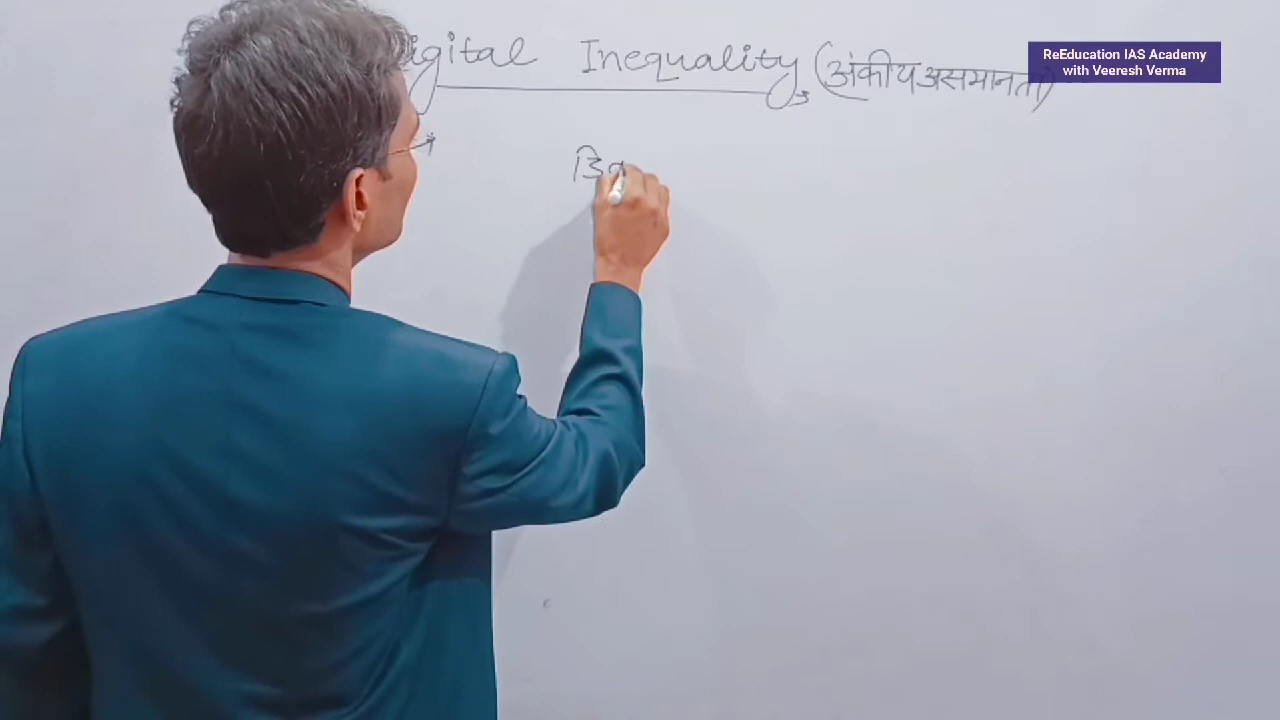 igital Inequality (अंकीय असमानता)
ReEducation IAS Academy
with Veeresh Verma